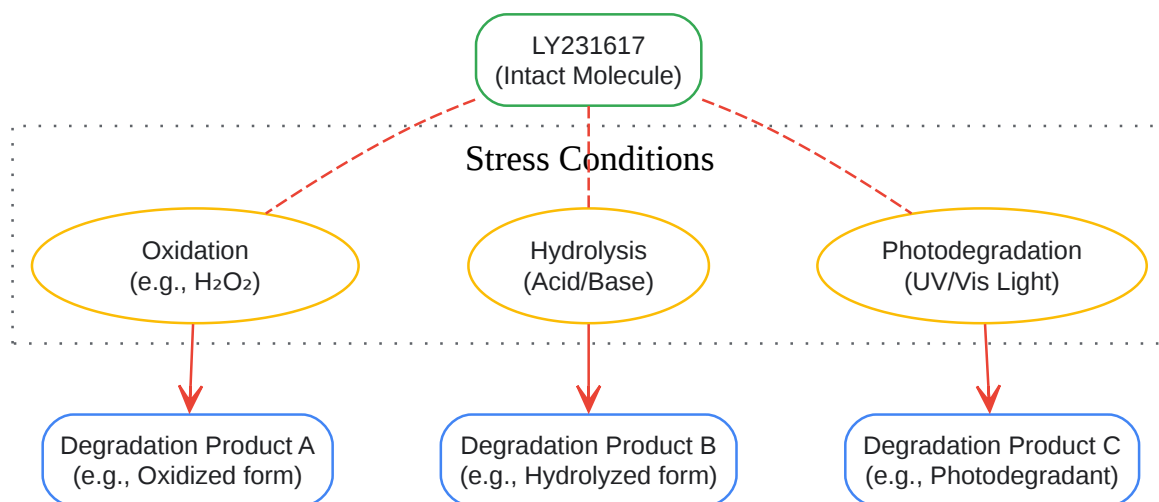 LY231617
(Intact Molecule)
Stress Conditions
Oxidation
(e.g., H₂O₂)
Hydrolysis
(Acid/Base)
Photodegradation
(UV/Vis Light)
Degradation Product A
(e.g., Oxidized form)
Degradation Product B
(e.g., Hydrolyzed form)
Degradation Product C
(e.g., Photodegradant)